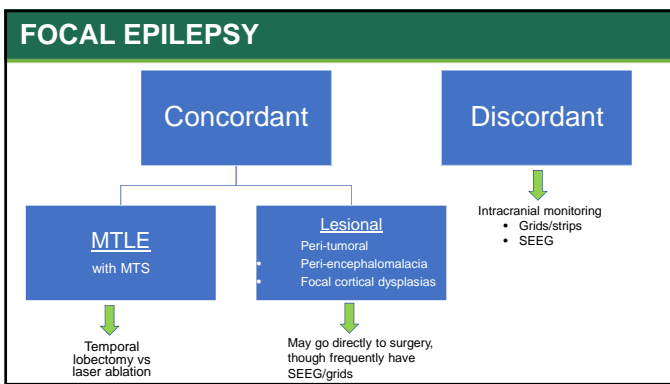 FOCAL EPILEPSY
Concordant
Discordant
MTLE
with MTS
Lesional
Peri-tumoral
• Peri-encephalomalacia
• Focal cortical dysplasias
Intracranial monitoring
• Grids/strips
• SEEG
Temporal
lobectomy vs
laser ablation
May go directly to surgery,
though frequently have
SEEG/grids